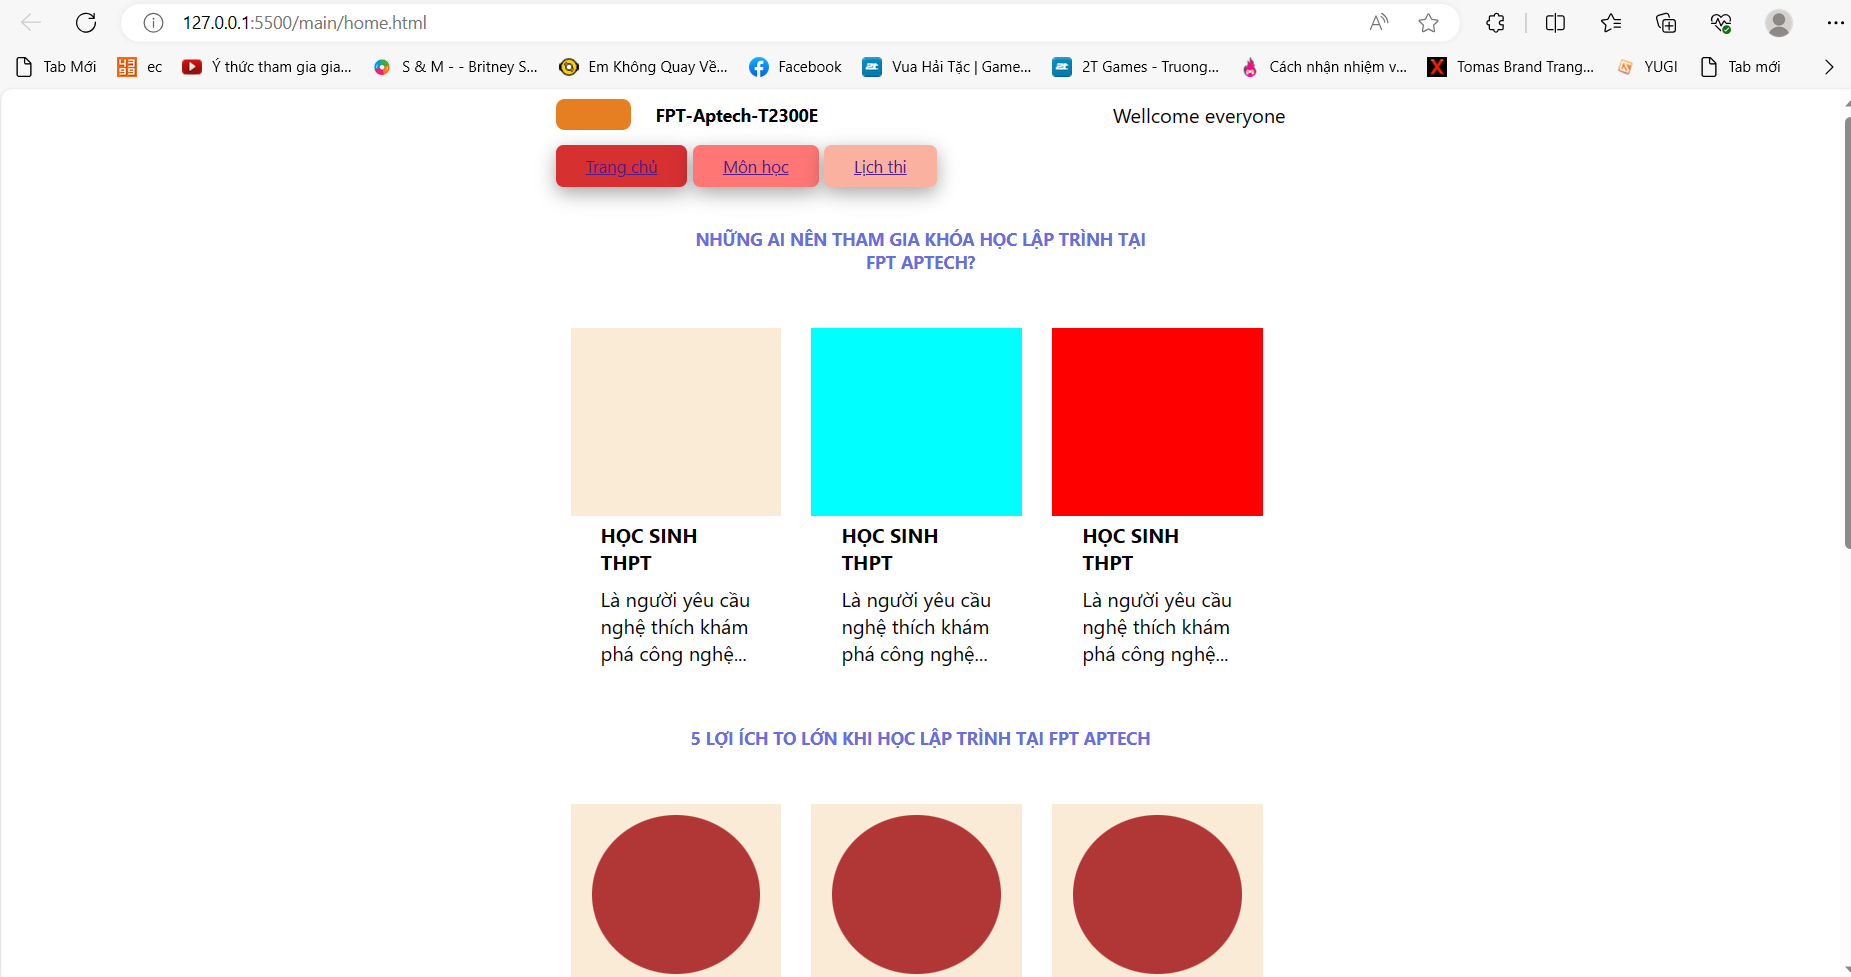 127.0.0.1:5500/main/home.html
Tab Mới
ec
Ý thức tham gia gia...
S & M - - Britney S...
Em Không Quay Về...
Facebook
Vua Hải Tặc | Game...
2T Games - Truong...
Cách nhận nhiệm v...
Tomas Brand Trang...
YUGI
Tab mới
FPT-Aptech-T2300E
Wellcome everyone
Trang chủ
Môn học
Lịch thi
NHỮNG AI NÊN THAM GIA KHÓA HỌC LẬP TRÌNH TẠI
FPT APTECH?
HỌC SINH
THPT
Là người yêu cầu
nghệ thích khám
phá công nghệ...
HỌC SINH
THPT
Là người yêu cầu
nghệ thích khám
phá công nghệ...
HỌC SINH
THPT
Là người yêu cầu
nghệ thích khám
phá công nghệ...
5 LỢI ÍCH TO LỚN KHI HỌC LẬP TRÌNH TẠI FPT APTECH